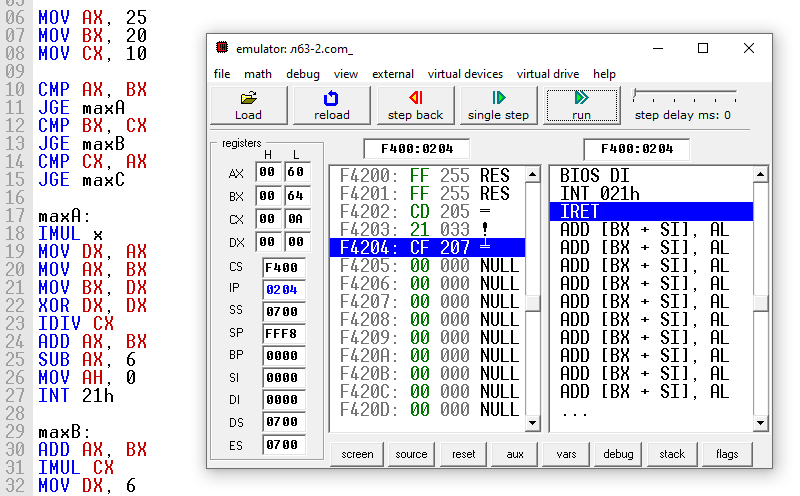 05
06 MOV AX, 25
07 MOV BX, 20
08 MOV CX, 10
09
10 CMP AX, BX
11 JGE maxA
12 CMP BX, CX
13 JGE maxB
14 CMP CX, AX
15 JGE maxC
16
17 maxA:
18 IMUL x
19 MOV DX, AX
20 MOV AX, BX
21 MOV BX, DX
22 XOR DX, DX
23 IDIV CX
24 ADD AX, BX
25 SUB AX, 6
26 MOV AH, 0
27 INT 21h
28
29 maxB:
30 ADD AX, BX
31 IMUL CX
32 MOV DX, 6
emulator: лб3-2.com_
file math debug view external virtual devices virtual drive help
Load reload step back single step run step delay ms: 0
registers
H L
AX 00 60
BX 00 64
CX 00 0A
DX 00 00
CS F400
IP 0204
SS 0700
SP FFF8
BP 0000
SI 0000
DI 0000
DS 0700
ES 0700
F400:0204
F4200: FF 255 RES
F4201: FF 255 RES
F4202: CD 205 ═
F4203: 21 033 !
F4204: CF 207 ╧
F4205: 00 000 NULL
F4206: 00 000 NULL
F4207: 00 000 NULL
F4208: 00 000 NULL
F4209: 00 000 NULL
F420A: 00 000 NULL
F420B: 00 000 NULL
F420C: 00 000 NULL
F420D: 00 000 NULL
F400:0204
BIOS DI
INT 021h
IRET
ADD [BX + SI], AL
ADD [BX + SI], AL
ADD [BX + SI], AL
ADD [BX + SI], AL
ADD [BX + SI], AL
ADD [BX + SI], AL
ADD [BX + SI], AL
ADD [BX + SI], AL
ADD [BX + SI], AL
ADD [BX + SI], AL
...
screen source reset aux vars debug stack flags